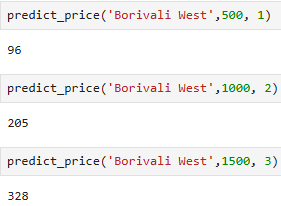 predict_price('Borivali West',500, 1)
96
predict_price('Borivali West',1000, 2)
205
predict_price('Borivali West',1500, 3)
328